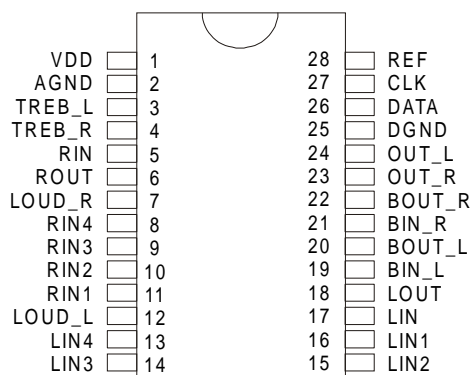 VDD 1 28 REF
AGND 2 27 CLK
TREB_L 3 26 DATA
TREB_R 4 25 DGND
RIN 5 24 OUT_L
ROUT 6 23 OUT_R
LOUD_R 7 22 BOUT_R
RIN4 8 21 BIN_R
RIN3 9 20 BOUT_L
RIN2 10 19 BIN_L
RIN1 11 18 LOUT
LOUD_L 12 17 LIN
LIN4 13 16 LIN1
LIN3 14 15 LIN2